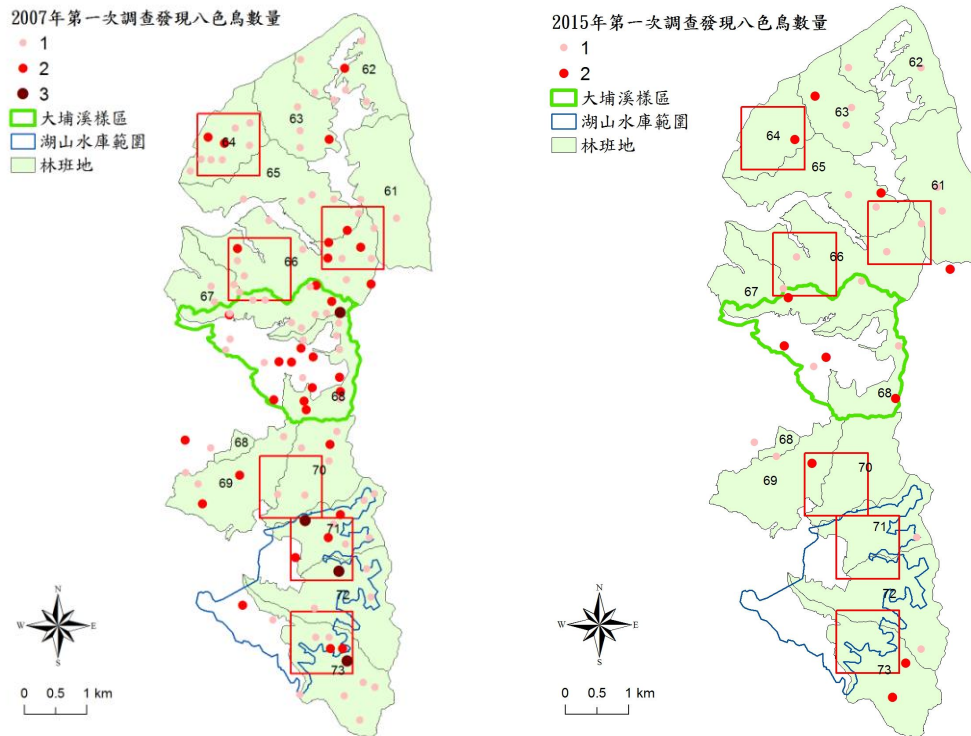 2007年第一次調查發現八色鳥數量
1
2
3
大埔溪樣區
湖山水庫範圍
林班地
62
63
64
65
61
66
67
68
68
70
69
71
72
73
N
W
E
S
0 0.5 1 km
2015年第一次調查發現八色鳥數量
1
2
大埔溪樣區
湖山水庫範圍
林班地
62
63
64
65
61
66
67
68
68
70
69
71
72
73
N
W
E
S
0 0.5 1 km